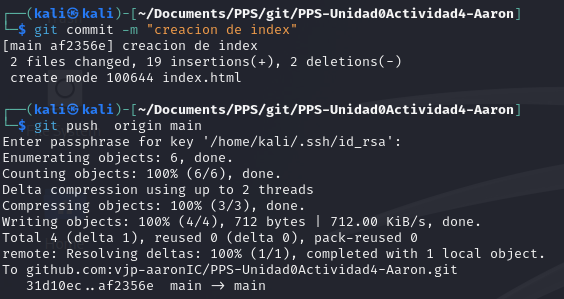 ┌──(kali㉿kali)-[~/Documents/PPS/git/PPS-Unidad0Actividad4-Aaron]
└─$ git commit -m "creacion de index"
[main af2356e] creacion de index
 2 files changed, 19 insertions(+), 2 deletions(-)
 create mode 100644 index.html
┌──(kali㉿kali)-[~/Documents/PPS/git/PPS-Unidad0Actividad4-Aaron]
└─$ git push  origin main
Enter passphrase for key '/home/kali/.ssh/id_rsa':
Enumerating objects: 6, done.
Counting objects: 100% (6/6), done.
Delta compression using up to 2 threads
Compressing objects: 100% (3/3), done.
Writing objects: 100% (4/4), 712 bytes | 712.00 KiB/s, done.
Total 4 (delta 1), reused 0 (delta 0), pack-reused 0
remote: Resolving deltas: 100% (1/1), completed with 1 local object.
To github.com:vjp-aaronIC/PPS-Unidad0Actividad4-Aaron.git
   31d10ec..af2356e  main -> main